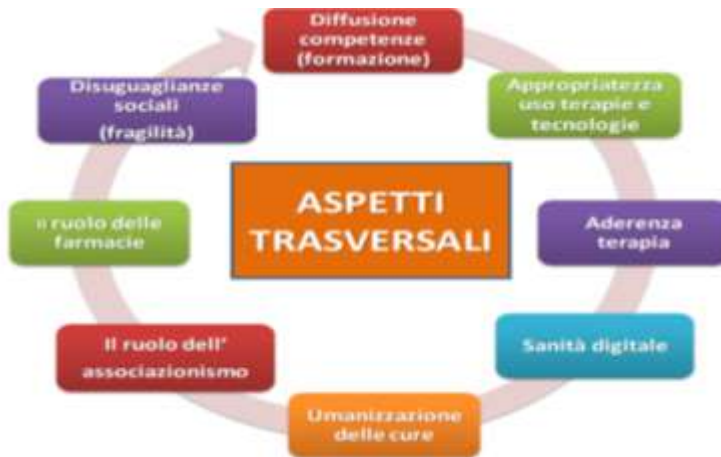 Diffusione
competenze
(formazione)
Appropriatezza
uso terapie e
tecnologie
Aderenza
terapia
Sanità digitale
Umanizzazione
delle cure
Il ruolo dell'
associazionismo
Il ruolo delle
farmacie
Disuguaglianze
sociali
(fragilità)
ASPETTI
TRASVERSALI